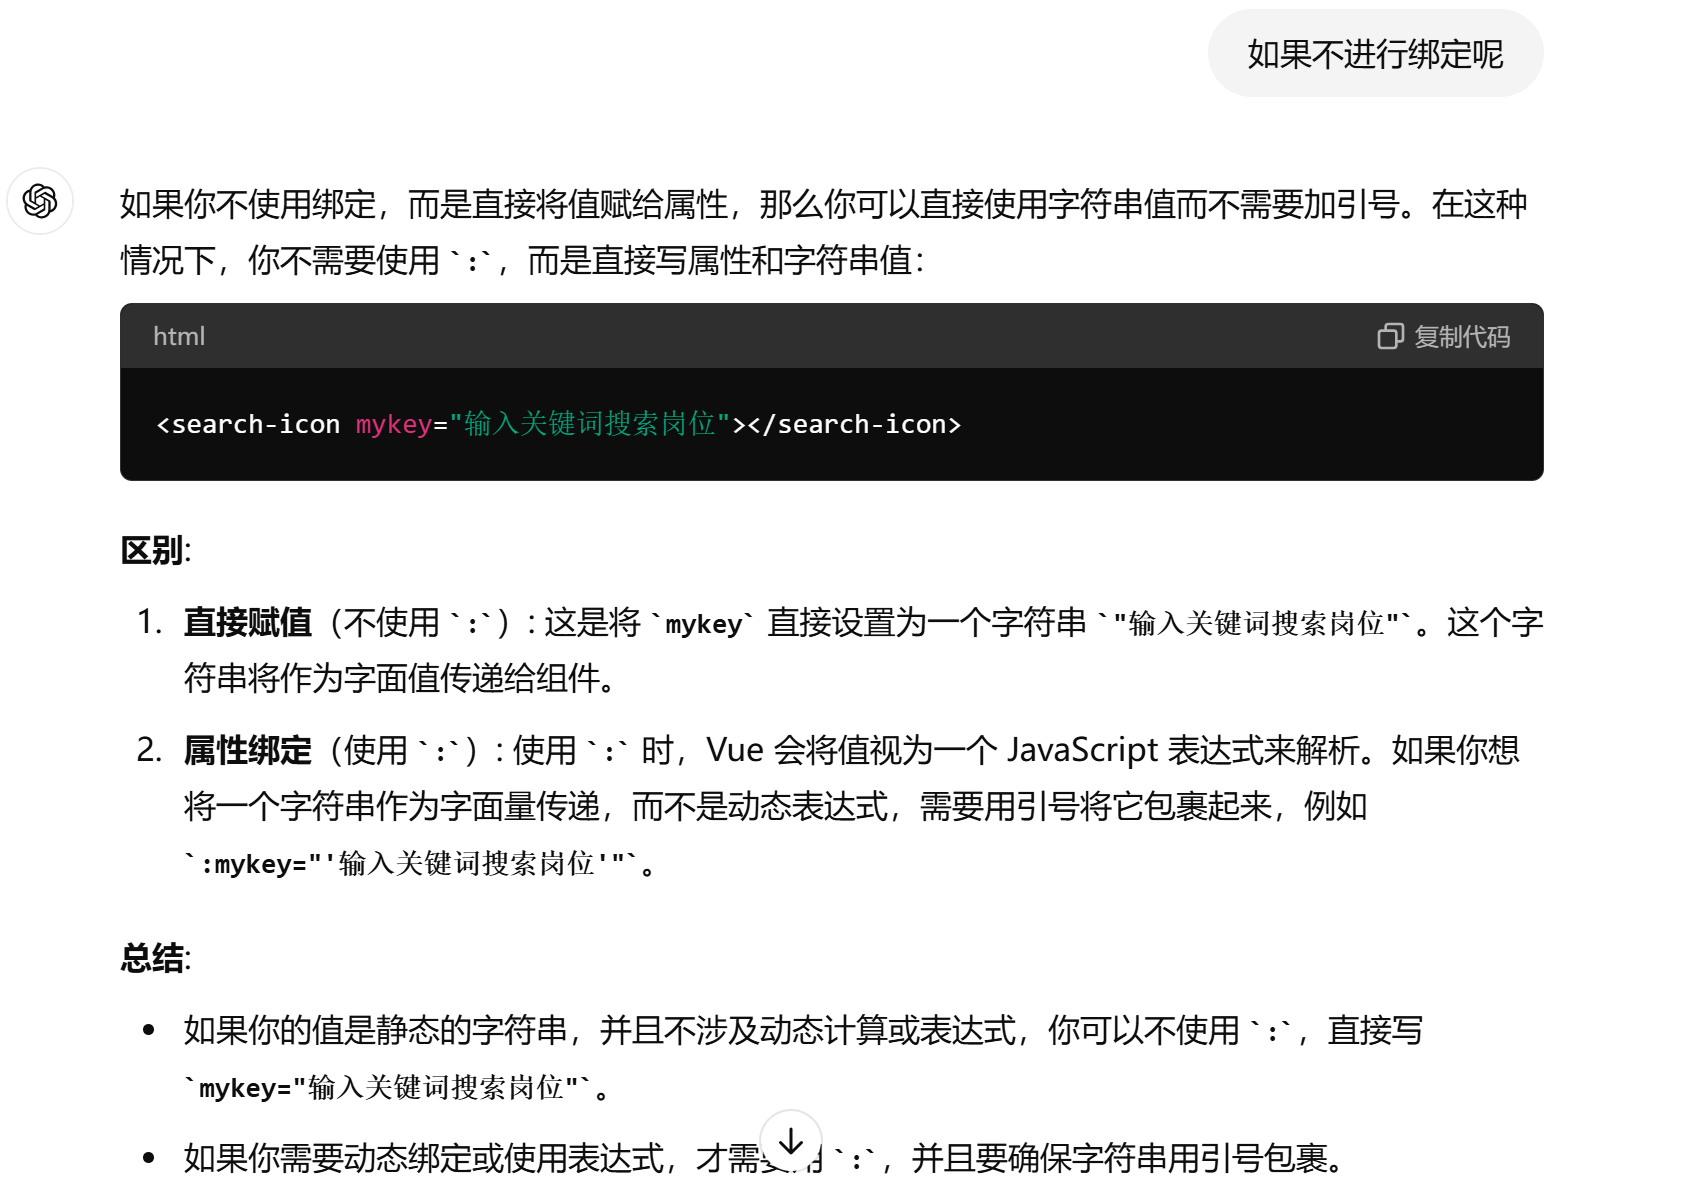 如果不进行绑定呢
如果你不使用绑定，而是直接将值赋给属性，那么你可以直接使用字符串值而不需要加引号。在这种
情况下，你不需要使用 `:`，而是直接写属性和字符串值：
html
复制代码
<search-icon mykey="输入关键词搜索岗位"></search-icon>
区别:
1. 直接赋值（不使用 `:`）: 这是将 `mykey` 直接设置为一个字符串 `"输入关键词搜索岗位"`。这个字
符串将作为字面值传递给组件。
2. 属性绑定（使用 `:`）: 使用 `:` 时，Vue 会将值视为一个 JavaScript 表达式来解析。如果你想
将一个字符串作为字面量传递，而不是动态表达式，需要用引号将它包裹起来，例如
`:mykey="'输入关键词搜索岗位'"`。
总结:
• 如果你的值是静态的字符串，并且不涉及动态计算或表达式，你可以不使用 `:`，直接写
`mykey="输入关键词搜索岗位"`。
• 如果你需要动态绑定或使用表达式，才需要用 `:`，并且要确保字符串用引号包裹。